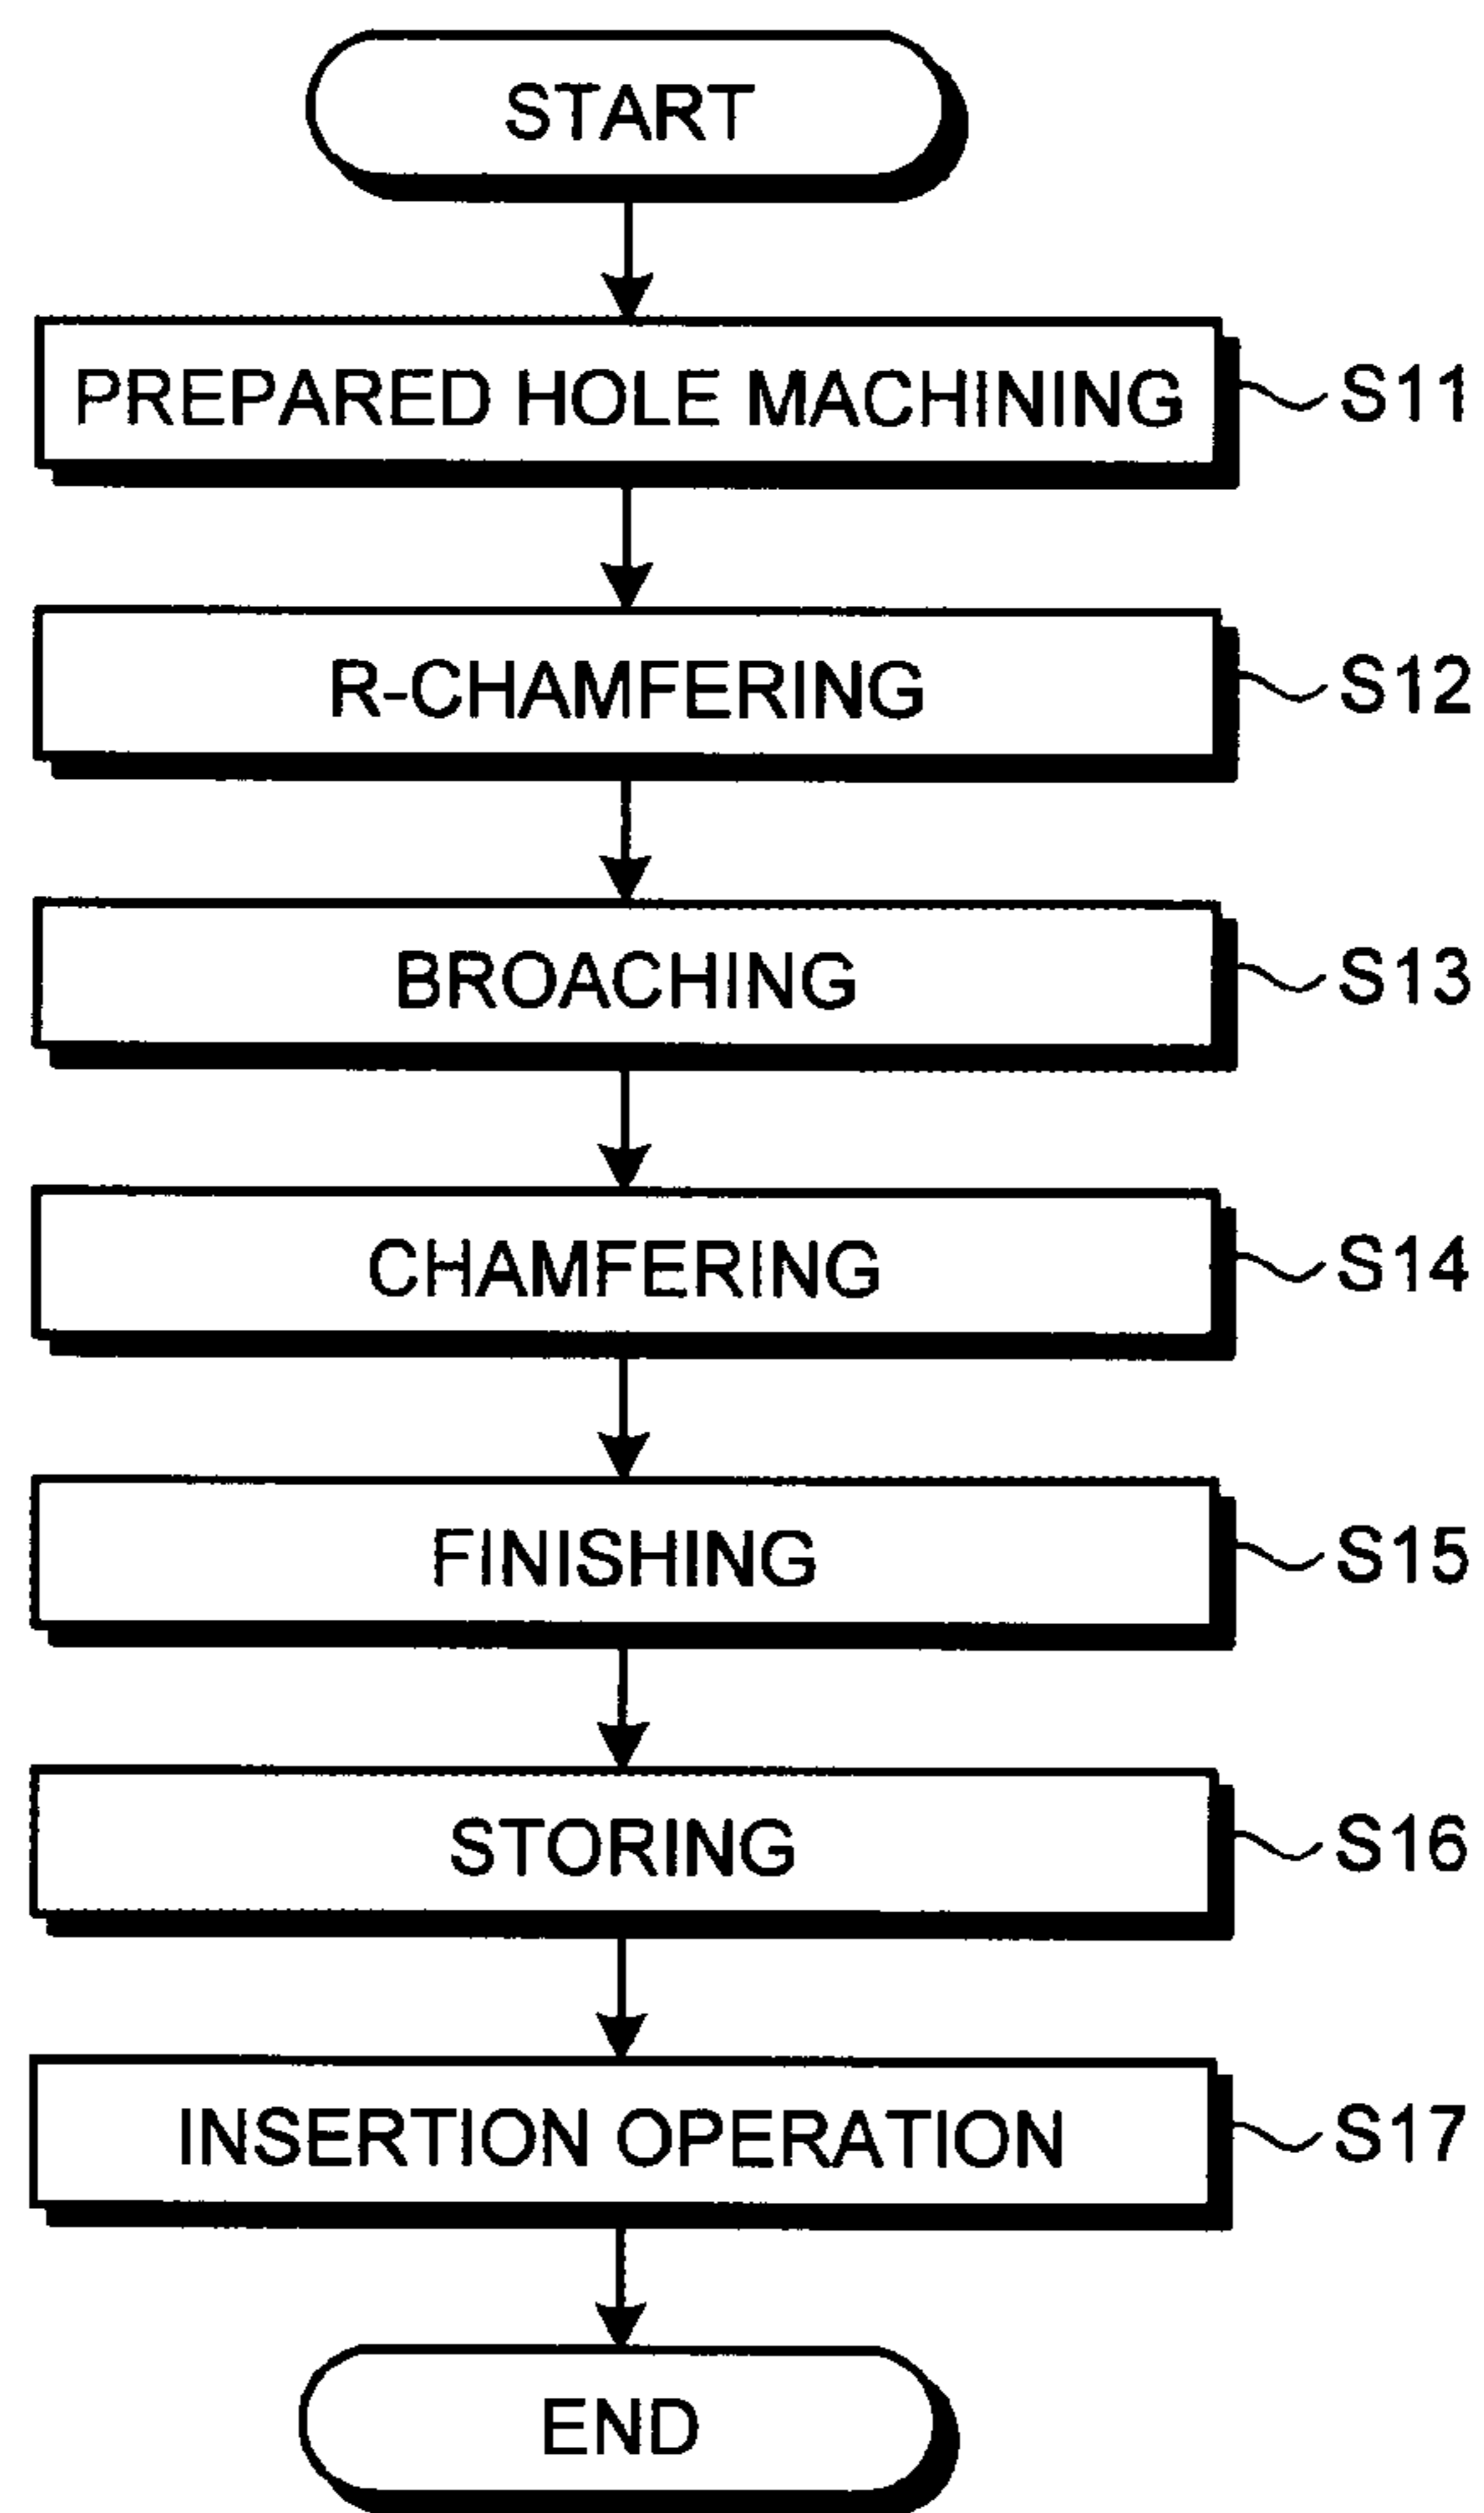 START
PREPARED HOLE MACHINING S11
R-CHAMFERING S12
BROACHING S13
CHAMFERING S14
FINISHING S15
STORING S16
INSERTION OPERATION S17
END